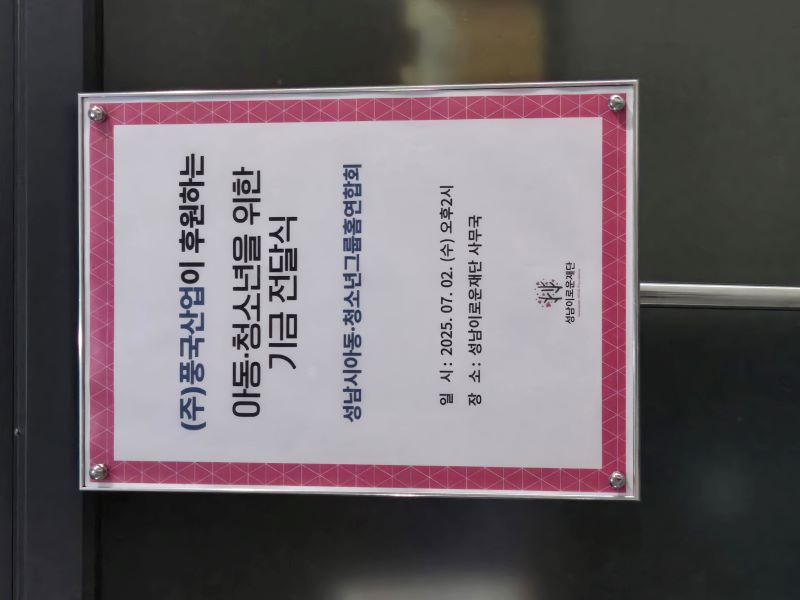 (주)풍국산업이 후원하는
아동·청소년을 위한
기금 전달식
성남시아동·청소년그룹홈연합회
일 시: 2025. 07. 02. (수) 오후2시
장 소: 성남이로운재단 사무국
성남이로운재단